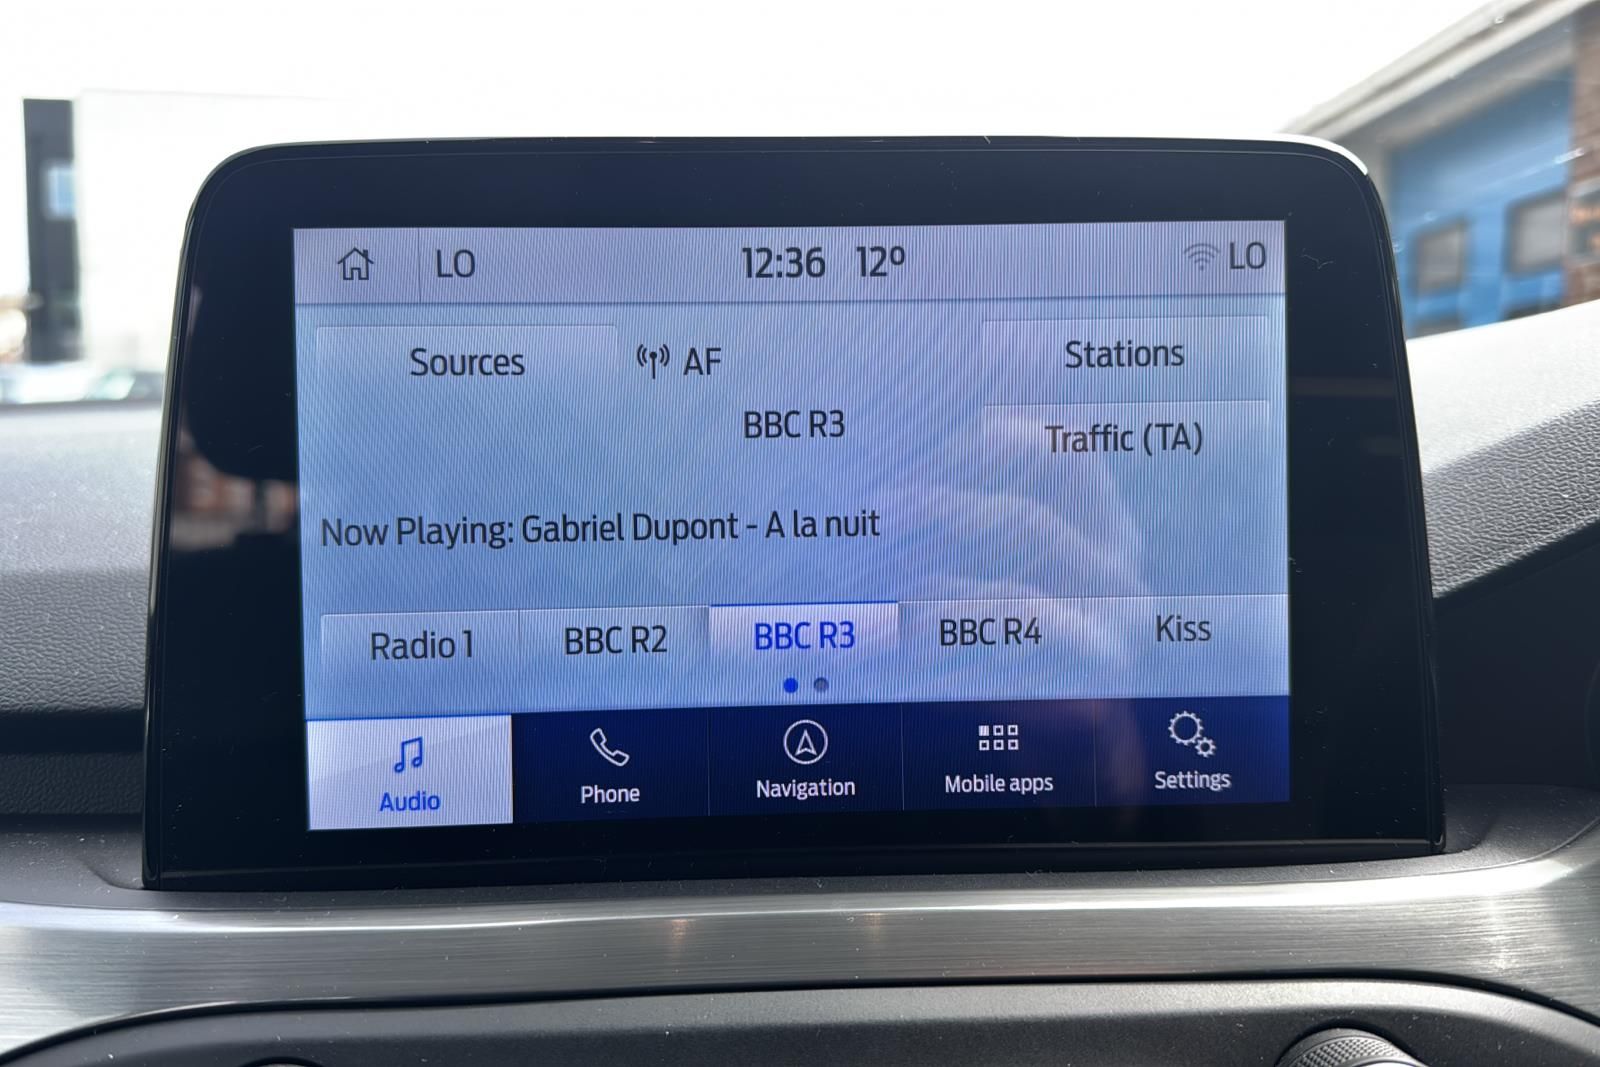 LO 12:36 12º LO
Sources AF Stations
BBC R3
Traffic (TA)
Now Playing: Gabriel Dupont - A la nuit
Radio 1 BBC R2 BBC R3 BBC R4 Kiss
Audio Phone Navigation Mobile apps Settings